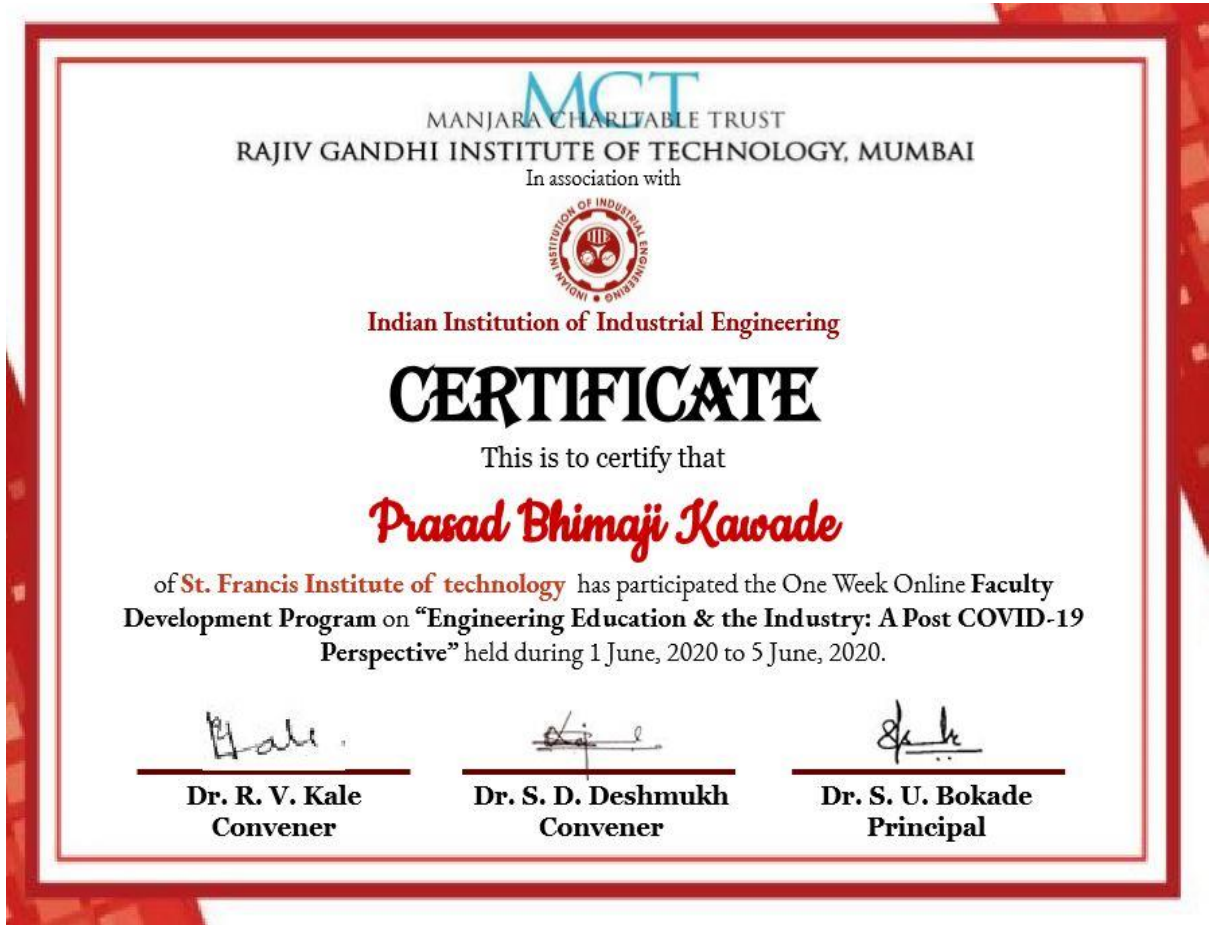 MCT
MANJARA CHARITABLE TRUST
RAJIV GANDHI INSTITUTE OF TECHNOLOGY, MUMBAI
In association with
INDIAN INSTITUTION OF INDUSTRIAL ENGINEERING
IIIE
Indian Institution of Industrial Engineering
CERTIFICATE
This is to certify that
Prasad Bhimaji Kawade
of St. Francis Institute of technology has participated the One Week Online Faculty
Development Program on “Engineering Education & the Industry: A Post COVID-19
Perspective” held during 1 June, 2020 to 5 June, 2020.
Dr. R. V. Kale
Convener
Dr. S. D. Deshmukh
Convener
Dr. S. U. Bokade
Principal